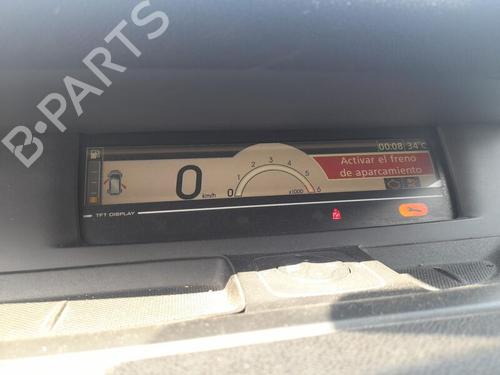 B-PARTS
00:08 34°C
Activar el freno
de aparcamiento
0 km/h
0 1 2 3 4 5 6
x1000
TFT DISPLAY